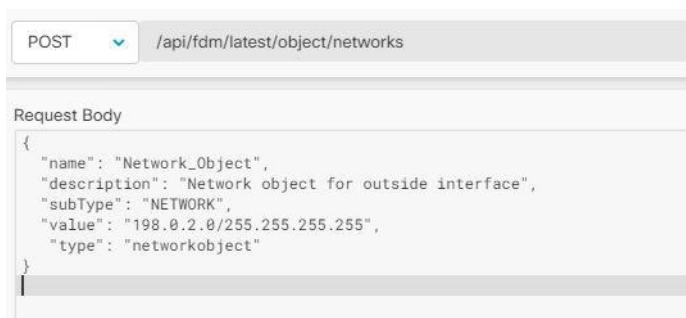 POST /api/fdm/latest/object/networks
Request Body
{
"name": "Network_Object",
"description": "Network object for outside interface",
"subType": "NETWORK",
"value": "198.0.2.0/255.255.255.255",
"type": "networkobject"
}